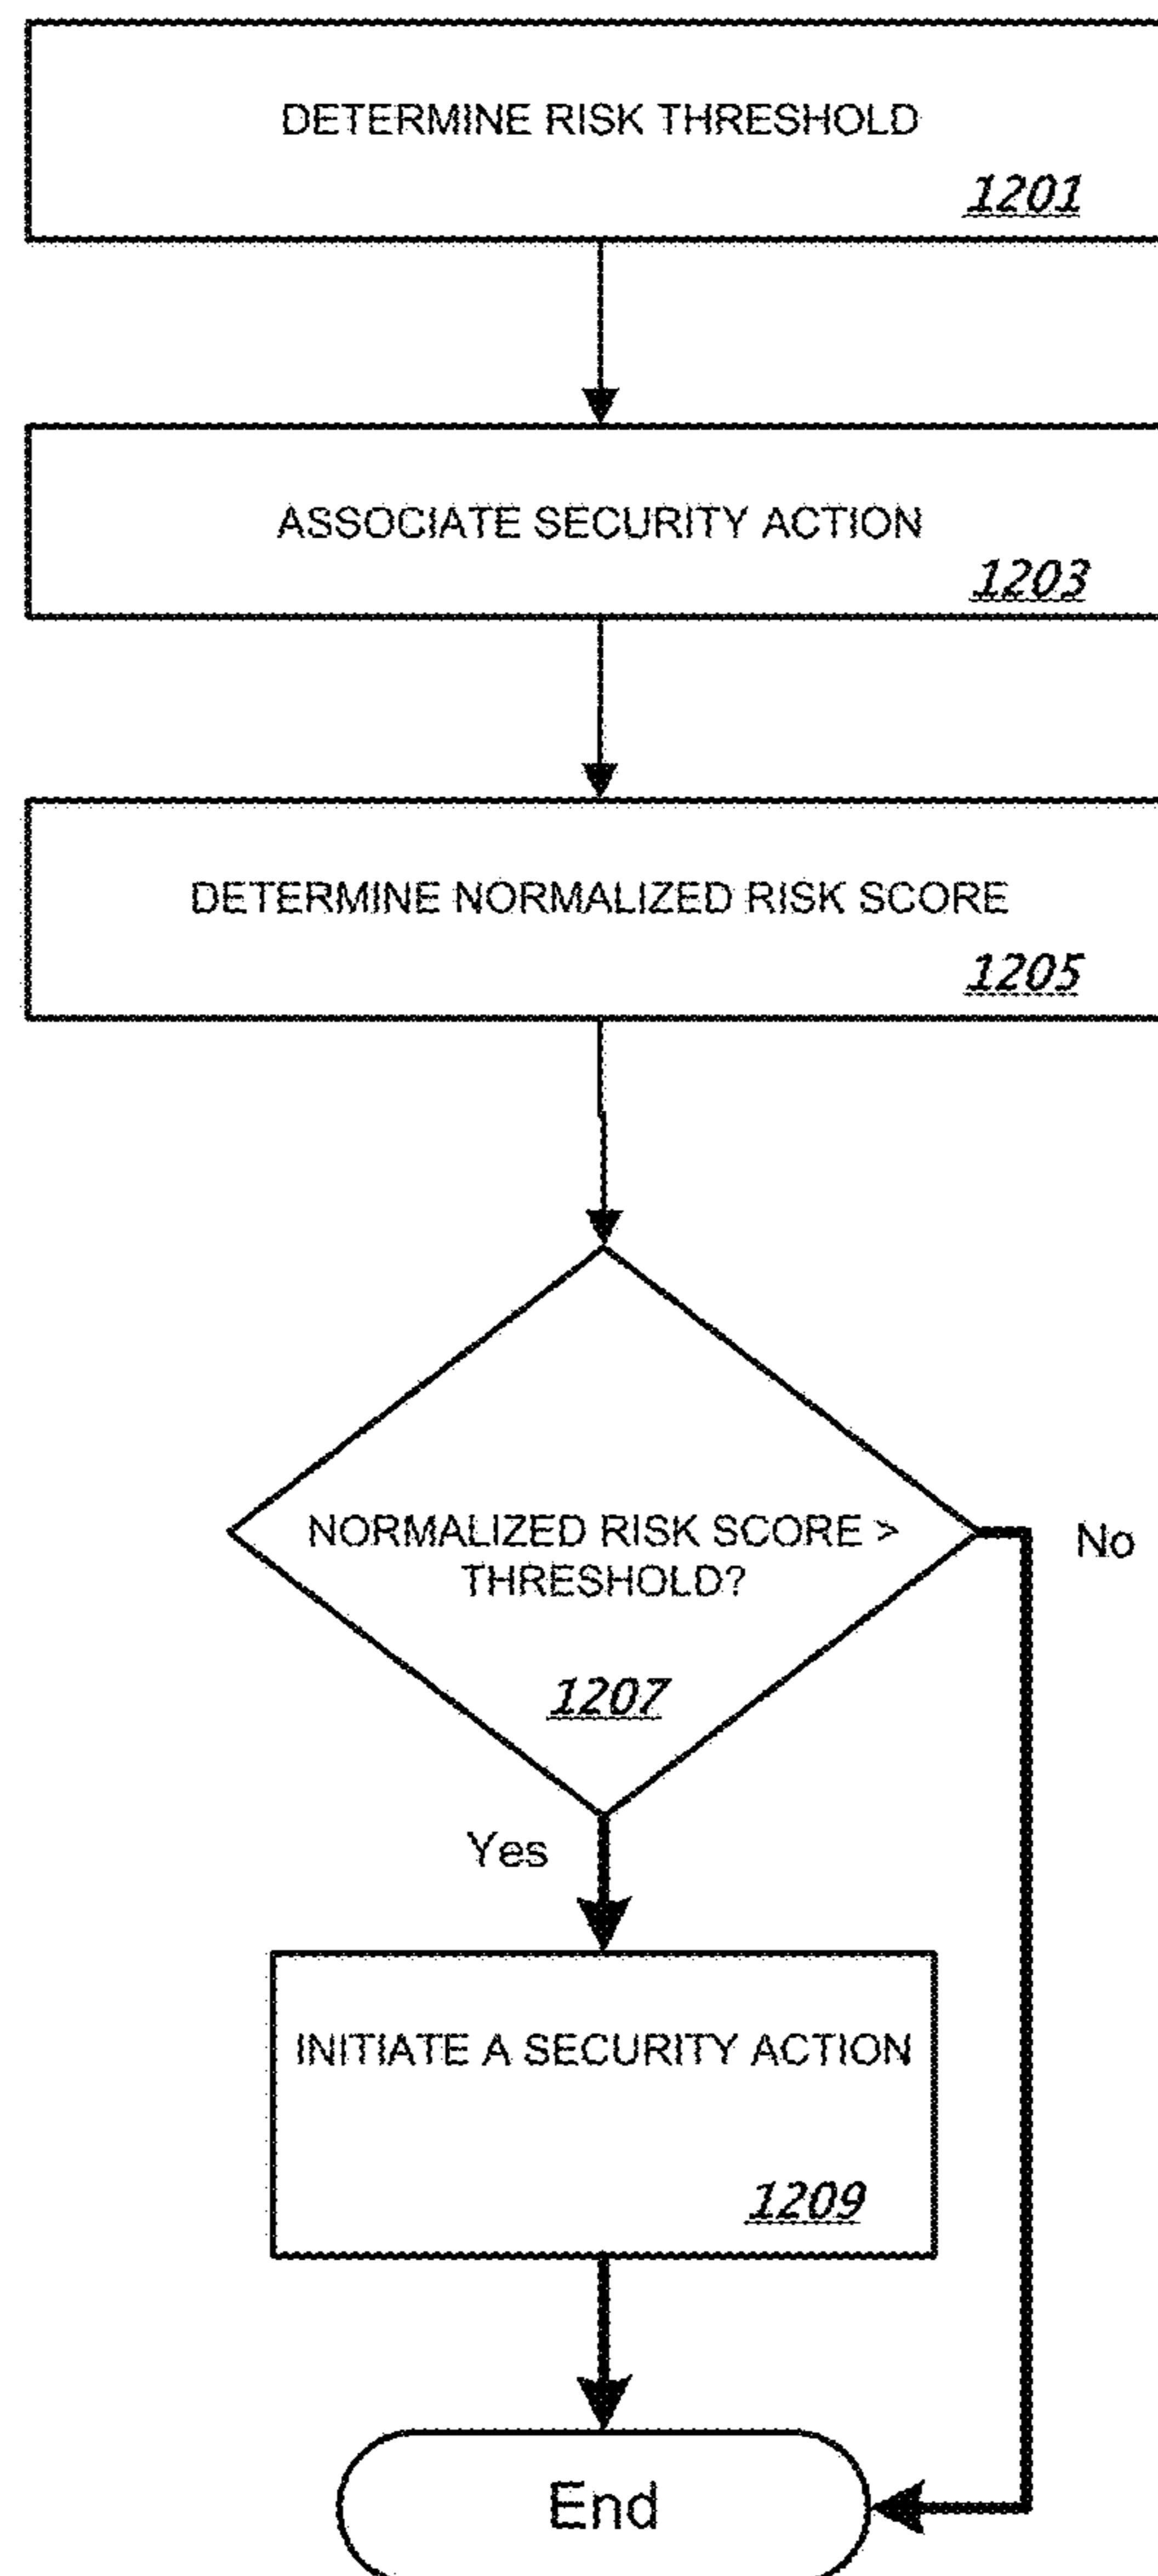 DETERMINE RISK THRESHOLD
1201
ASSOCIATE SECURITY ACTION
1203
DETERMINE NORMALIZED RISK SCORE
1205
NORMALIZED RISK SCORE >
THRESHOLD?
No
1207
Yes
INITIATE A SECURITY ACTION
1209
End